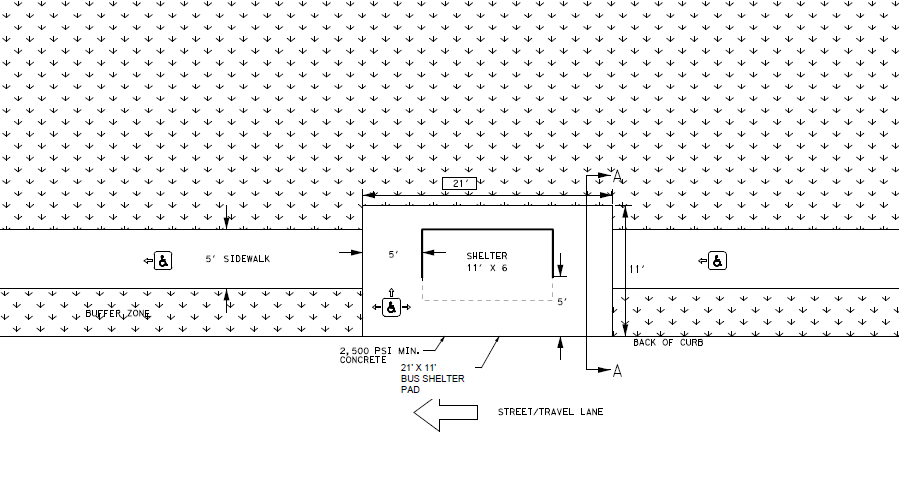 21'
A
5' SIDEWALK
5'
SHELTER
11' X 6
11'
5'
BUFFER ZONE
BACK OF CURB
2,500 PSI MIN.
CONCRETE
21' X 11'
BUS SHELTER
PAD
A
STREET/TRAVEL LANE